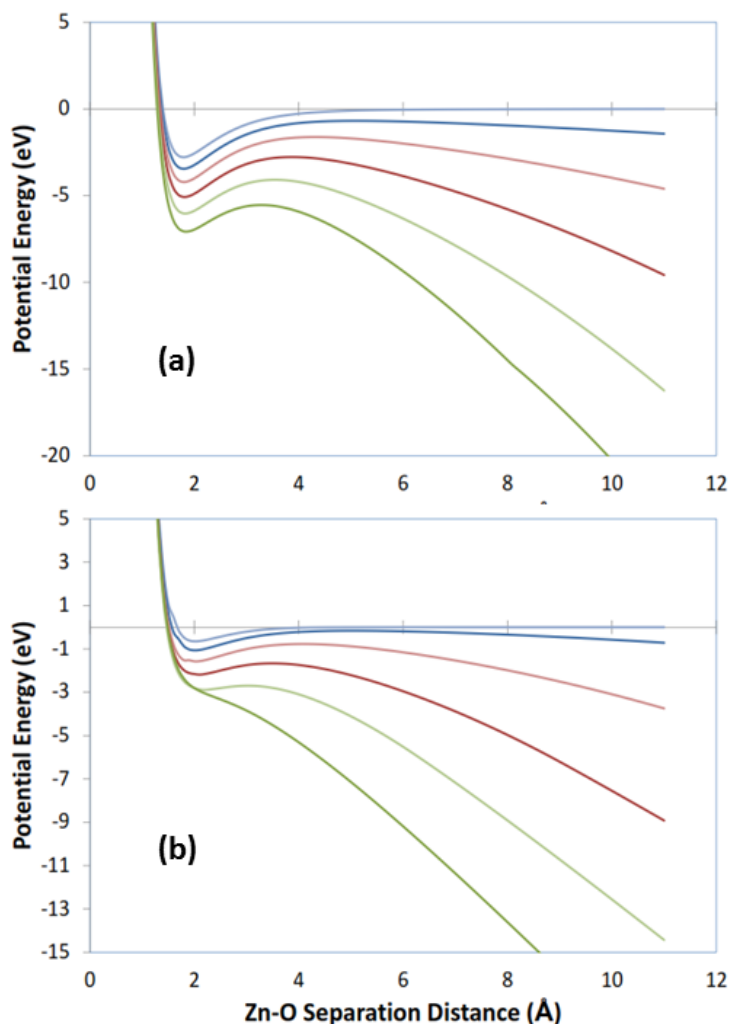 5
0
-5
-10
-15
-20
Potential Energy (eV)
(a)
0 2 4 6 8 10 12
5
3
1
-1
-3
-5
-7
-9
-11
-13
-15
Potential Energy (eV)
(b)
0 2 4 6 8 10 12
Zn-O Separation Distance (Å)